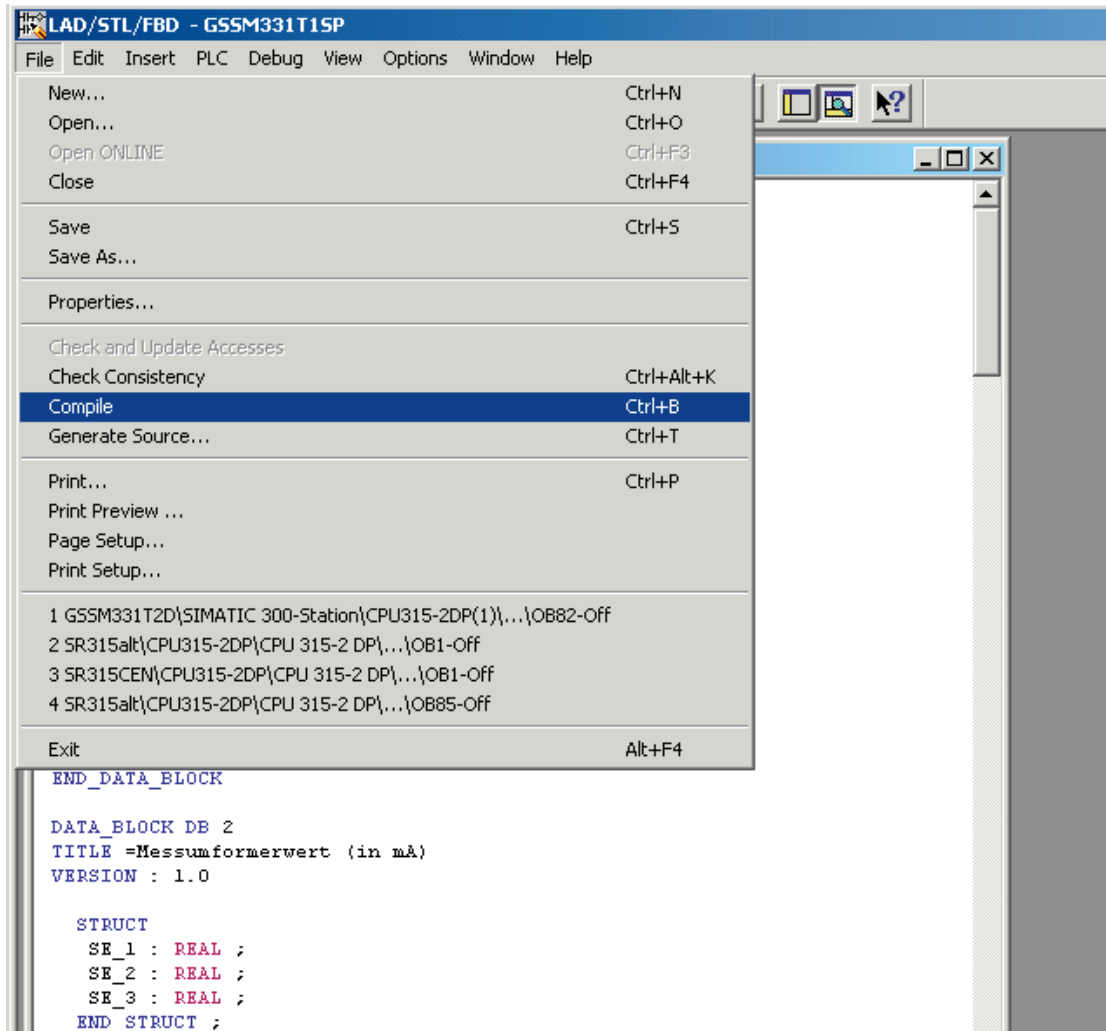 LAD/STL/FBD - GSSM331T1SP
File Edit Insert PLC Debug View Options Window Help
New... Ctrl+N
Open... Ctrl+O
Open ONLINE Ctrl+F3
Close Ctrl+F4
Save Ctrl+S
Save As...
Properties...
Check and Update Accesses
Check Consistency Ctrl+Alt+K
Compile Ctrl+B
Generate Source... Ctrl+T
Print... Ctrl+P
Print Preview ...
Page Setup...
Print Setup...
1 GSSM331T2D\SIMATIC 300-Station\CPU315-2DP(1)\...\OB82-Off
2 SR315alt\CPU315-2DP\CPU 315-2 DP\...\OB1-Off
3 SR315CEN\CPU315-2DP\CPU 315-2 DP\...\OB1-Off
4 SR315alt\CPU315-2DP\CPU 315-2 DP\...\OB85-Off
Exit Alt+F4
END_DATA_BLOCK
DATA_BLOCK DB 2
TITLE =Messumformerwert (in mA)
VERSION : 1.0
STRUCT
SE_1 : REAL ;
SE_2 : REAL ;
SE_3 : REAL ;
END_STRUCT ;